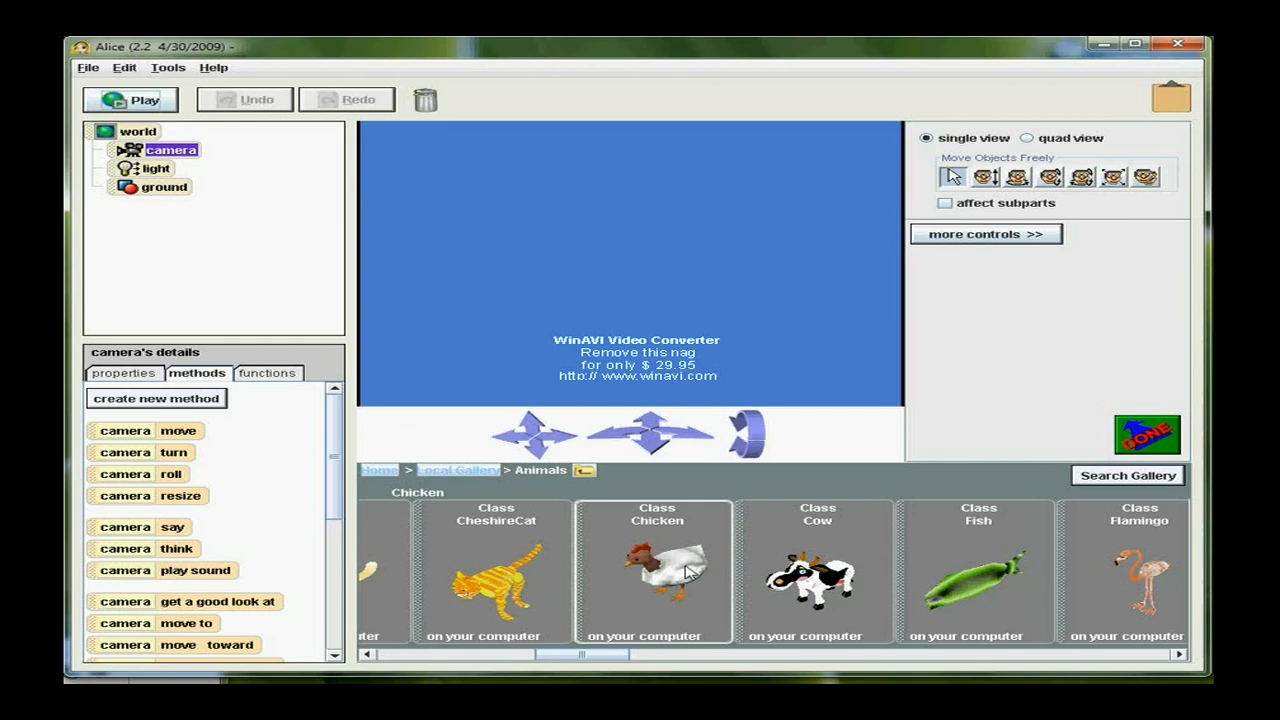 Alice (2.2 4/30/2009) -
File Edit Tools Help
Play Undo Redo
world
camera
light
ground
single view quad view
Move Objects Freely
affect subparts
more controls >>
WinAVI Video Converter
Remove this nag
for only $ 29.95
http:// www.winavi.com
DONE
camera's details
properties methods functions
create new method
camera move
camera turn
camera roll
camera resize
camera say
camera think
camera play sound
camera get a good look at
camera move to
camera move toward
Home > Local Gallery > Animals
Search Gallery
Chicken
Class
CheshireCat
on your computer
Class
Chicken
on your computer
Class
Cow
on your computer
Class
Fish
on your computer
Class
Flamingo
on your computer